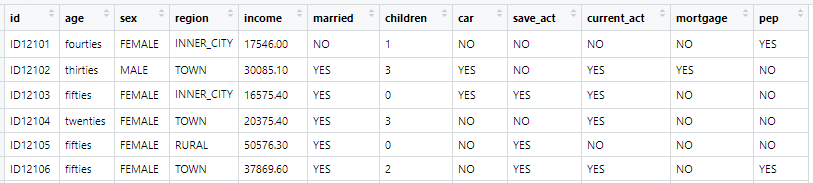 id age sex region income married children car save_act current_act mortgage pep
ID12101 fourties FEMALE INNER_CITY 17546.00 NO 1 NO NO NO NO YES
ID12102 thirties MALE TOWN 30085.10 YES 3 YES NO YES YES NO
ID12103 fifties FEMALE INNER_CITY 16575.40 YES 0 YES YES YES NO NO
ID12104 twenties FEMALE TOWN 20375.40 YES 3 NO NO YES NO NO
ID12105 fifties FEMALE RURAL 50576.30 YES 0 NO YES NO NO NO
ID12106 fifties FEMALE TOWN 37869.60 YES 2 NO YES YES NO YES